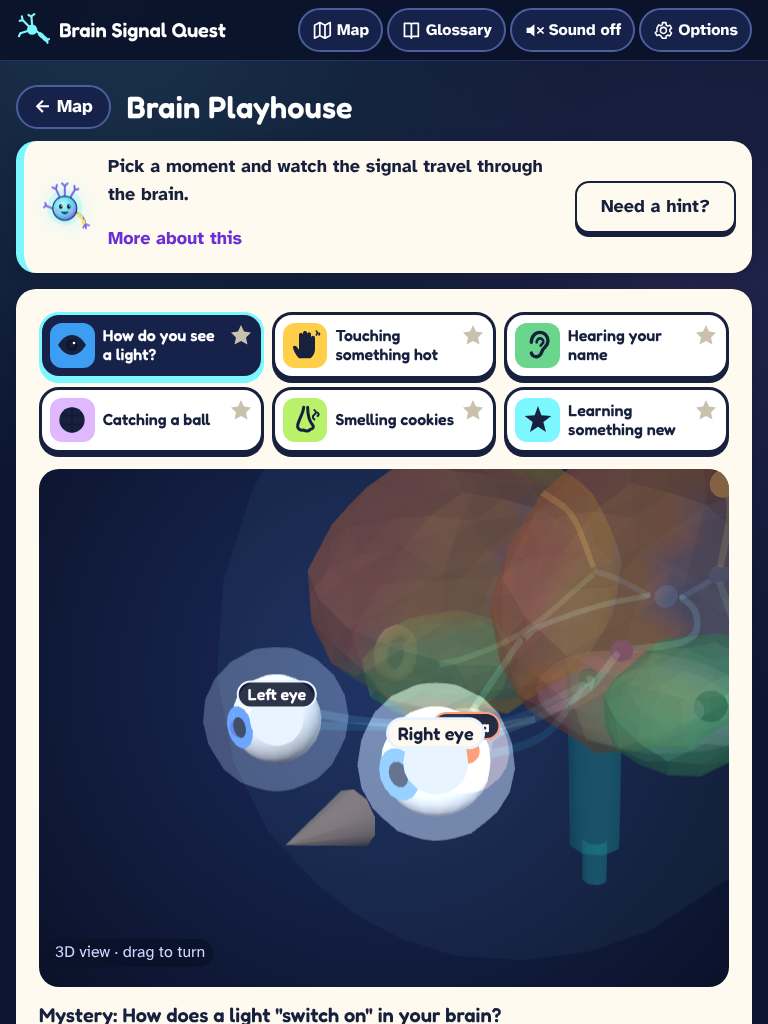 Brain Signal Quest
Map
Glossary
Sound off
Options
Map
Brain Playhouse
Pick a moment and watch the signal travel through
the brain.
More about this
Need a hint?
How do you see
a light?
Touching
something hot
Hearing your
name
Catching a ball
Smelling cookies
Learning
something new
Left eye
Right eye
3D view · drag to turn
Mystery: How does a light "switch on" in your brain?